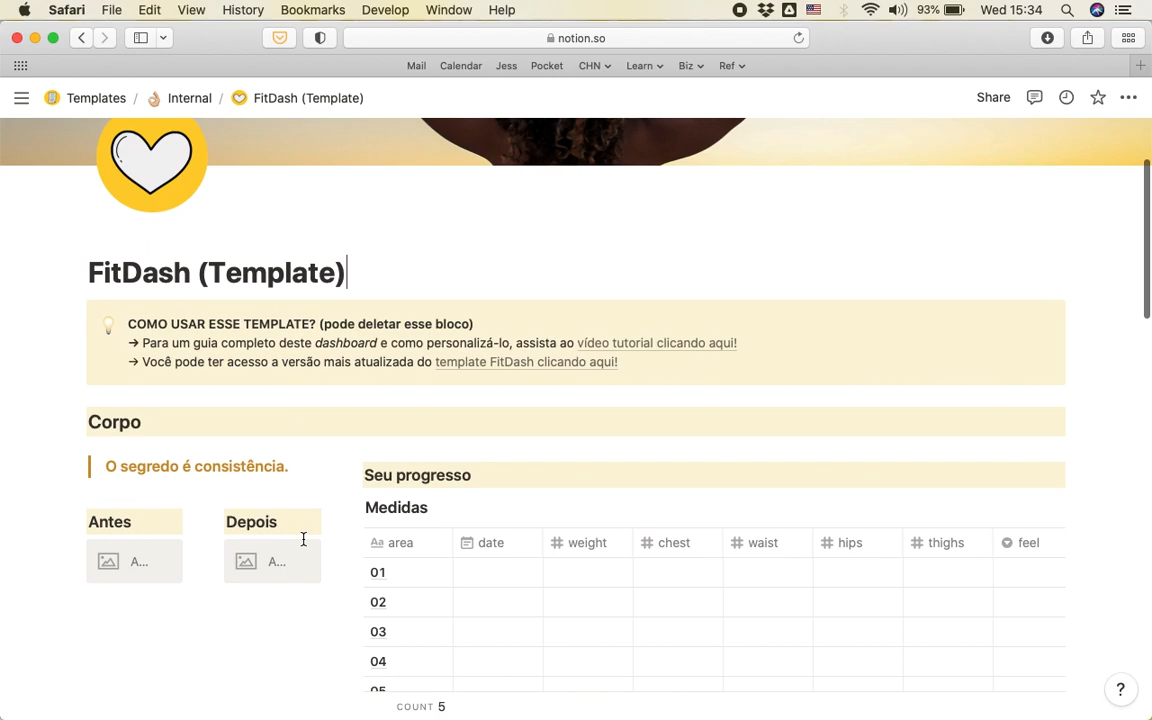 Safari File Edit View History Bookmarks Develop Window Help 93% Wed 15:34
notion.so
Mail Calendar Jess Pocket CHN Learn Biz Ref
Templates / Internal / FitDash (Template) Share
FitDash (Template)
COMO USAR ESSE TEMPLATE? (pode deletar esse bloco)
→ Para um guia completo deste dashboard e como personalizá-lo, assista ao vídeo tutorial clicando aqui!
→ Você pode ter acesso a versão mais atualizada do template FitDash clicando aqui!
Corpo
O segredo é consistência.
Antes Depois
A... A...
Seu progresso
Medidas
Aa area date # weight # chest # waist # hips # thighs feel
01
02
03
04
05
COUNT 5
?